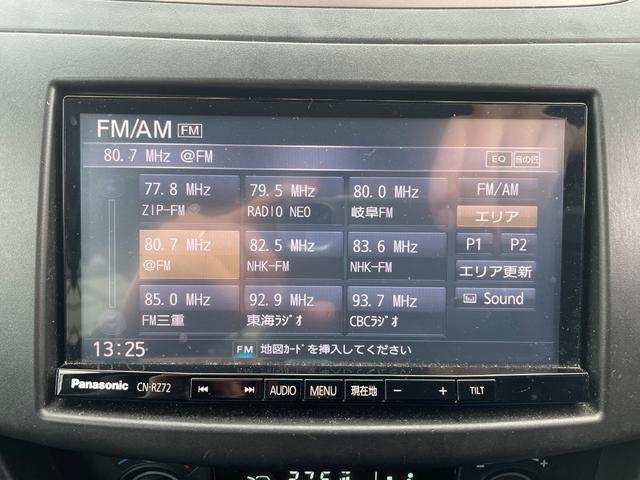 FM/AM FM
80.7 MHz @FM EQ 音の匠
77.8 MHz 79.5 MHz 80.0 MHz FM/AM
ZIP-FM RADIO NEO 岐阜FM エリア
80.7 MHz 82.5 MHz 83.6 MHz P1 P2
@FM NHK-FM NHK-FM エリア更新
85.0 MHz 92.9 MHz 93.7 MHz Sound
FM三重 東海ラジオ CBCラジオ
13:25 FM 地図カードを挿入してください
Panasonic CN-RZ72 AUDIO MENU 現在地 − + TILT